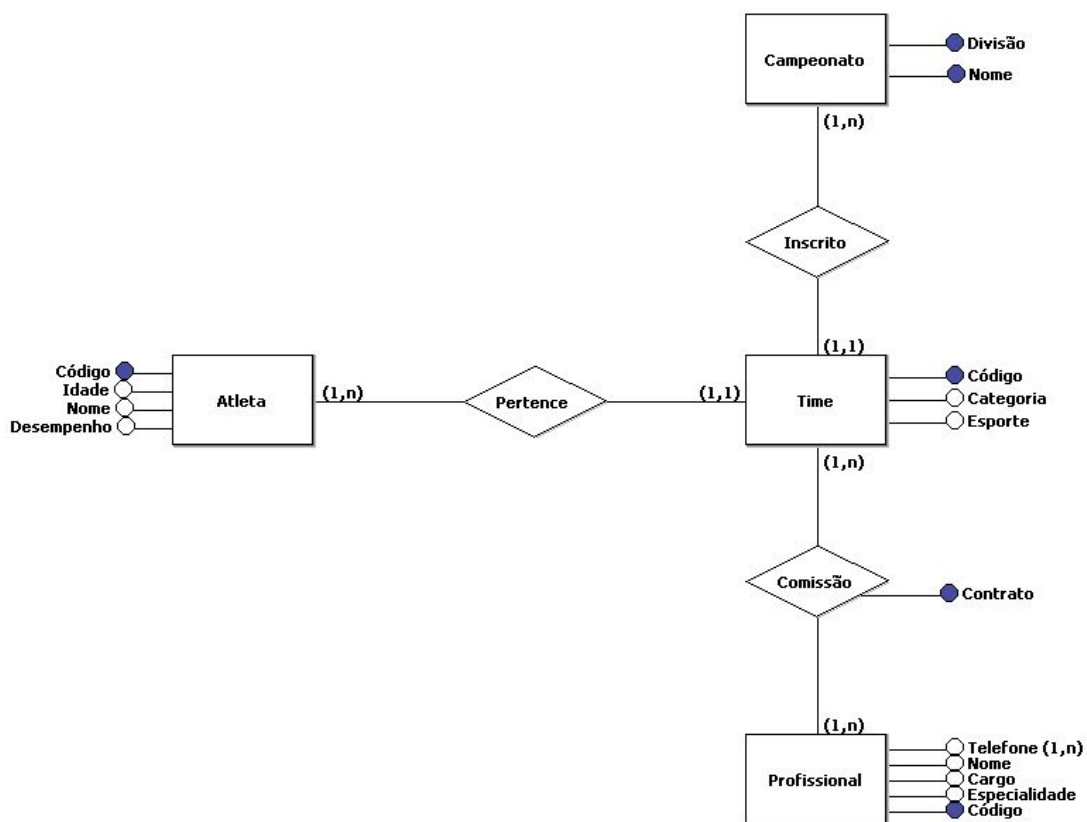 Campeonato
Divisão
Nome
(1,n)
Inscrito
(1,1)
Código
Idade
Nome
Desempenho
Atleta
(1,n)
Pertence
(1,1)
Time
Código
Categoria
Esporte
(1,n)
Comissão
Contrato
(1,n)
Profissional
Telefone (1,n)
Nome
Cargo
Especialidade
Código